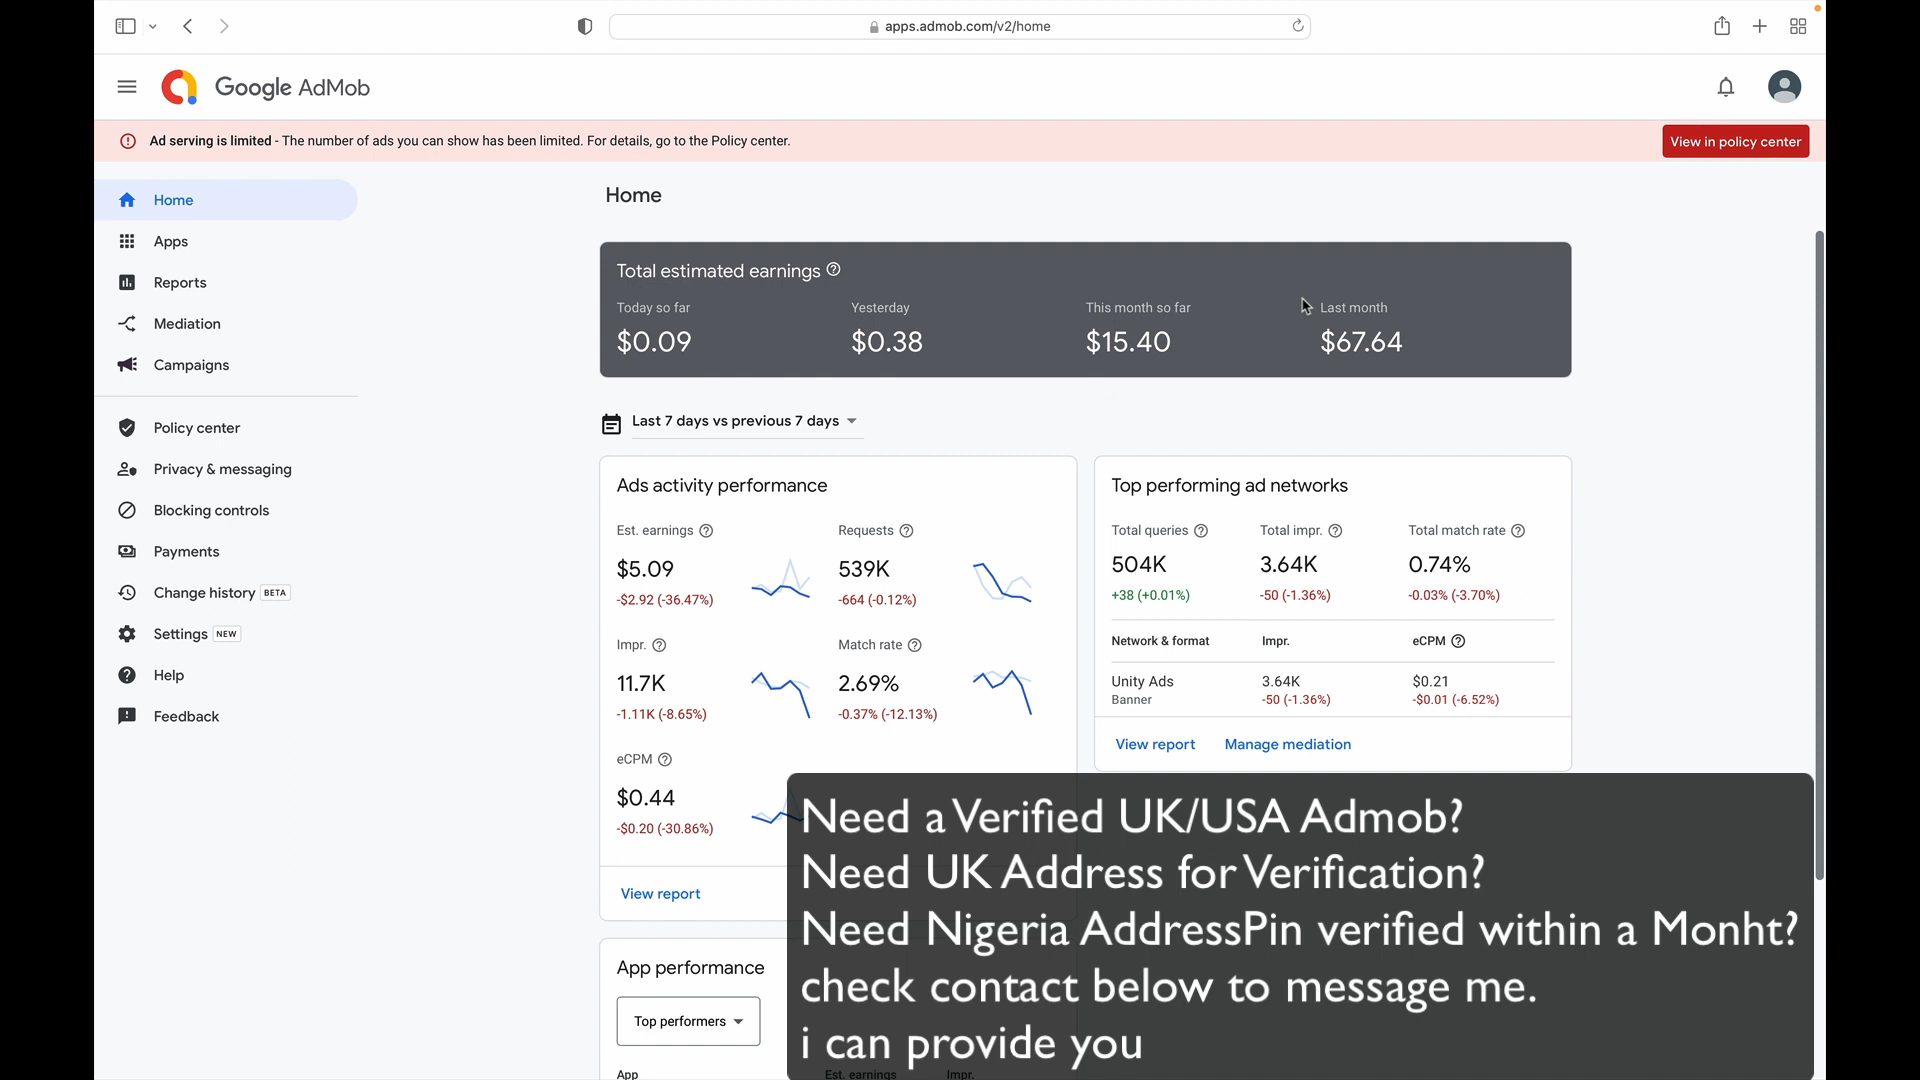 apps.admob.com/v2/home
Google AdMob
Ad serving is limited - The number of ads you can show has been limited. For details, go to the Policy center.
View in policy center
Home
Apps
Reports
Mediation
Campaigns
Policy center
Privacy & messaging
Blocking controls
Payments
Change history BETA
Settings NEW
Help
Feedback
Home
Total estimated earnings
Today so far
Yesterday
This month so far
Last month
$0.09
$0.38
$15.40
$67.64
Last 7 days vs previous 7 days
Ads activity performance
Est. earnings
Requests
$5.09
539K
-$2.92 (-36.47%)
-664 (-0.12%)
Impr.
Match rate
11.7K
2.69%
-1.11K (-8.65%)
-0.37% (-12.13%)
eCPM
$0.44
-$0.20 (-30.86%)
View report
Top performing ad networks
Total queries
Total impr.
Total match rate
504K
3.64K
0.74%
+38 (+0.01%)
-50 (-1.36%)
-0.03% (-3.70%)
Network & format
Impr.
eCPM
Unity Ads
3.64K
$0.21
Banner
-50 (-1.36%)
-$0.01 (-6.52%)
View report
Manage mediation
App performance
Top performers
App
Est. earnings
Impr.
Need a Verified UK/USA Admob?
Need UK Address for Verification?
Need Nigeria AddressPin verified within a Monht?
check contact below to message me.
i can provide you